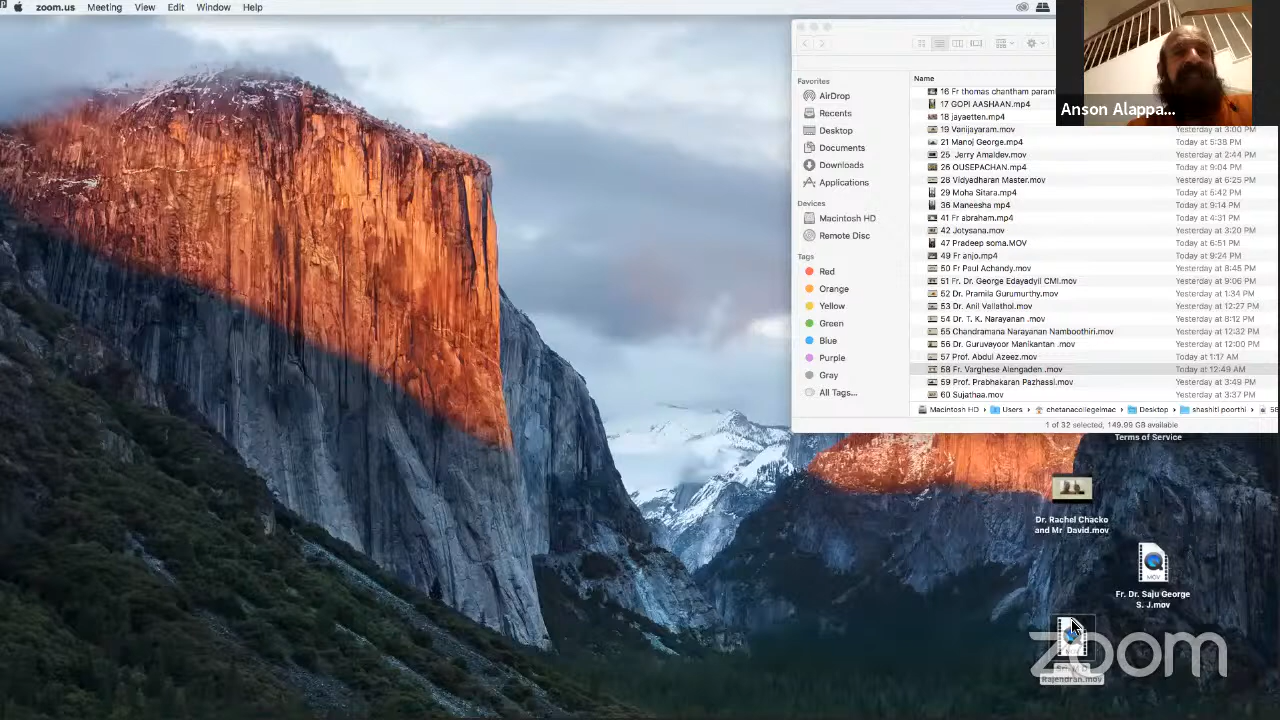 zoom.us Meeting View Edit Window Help
Anson Alappa...
Favorites
AirDrop
Recents
Desktop
Documents
Downloads
Applications
Devices
Macintosh HD
Remote Disc
Tags
Red
Orange
Yellow
Green
Blue
Purple
Gray
All Tags...
Name
16 Fr thomas chantham param
17 GOPI AASHAAN.mp4
18 jayaetten.mp4
19 Vanijayaram.mov Yesterday at 3:00 PM
21 Manoj George.mp4 Today at 5:38 PM
25 Jerry Amaldev.mov Yesterday at 2:44 PM
26 OUSEPACHAN.mp4 Today at 9:04 PM
28 Vidyadharan Master.mov Yesterday at 6:25 PM
29 Moha Sitara.mp4 Today at 5:42 PM
36 Maneesha mp4 Today at 9:14 PM
41 Fr abraham.mp4 Today at 4:31 PM
42 Jotysana.mov Today at 3:20 PM
47 Pradeep soma.MOV Today at 6:51 PM
49 Fr anjo.mp4 Today at 9:24 PM
50 Fr Paul Achandy.mov Yesterday at 8:45 PM
51 Fr. Dr. George Edayadyil CMI.mov Yesterday at 9:06 PM
52 Dr. Pramila Gurumurthy.mov Yesterday at 1:34 PM
53 Dr. Anil Vallathol.mov Yesterday at 12:27 PM
54 Dr. T. K. Narayanan .mov Yesterday at 8:12 PM
55 Chandramana Narayanan Namboothiri.mov Yesterday at 12:32 PM
56 Dr. Guruvayoor Manikantan .mov Yesterday at 12:00 PM
57 Prof. Abdul Azeez.mov Today at 1:17 AM
58 Fr. Varghese Alengaden .mov Today at 12:49 AM
59 Prof. Prabhakaran Pazhassi.mov Yesterday at 3:49 PM
60 Sujathaa.mov Yesterday at 3:37 PM
Macintosh HD › Users › chetanacollegemac › Desktop › shashiti poorthi › 58
1 of 32 selected, 149.99 GB available
Terms of Service
Dr. Rachel Chacko
and Mr David.mov
Fr. Dr. Saju George
S. J.mov
MOV
Rajendran.mov
zoom